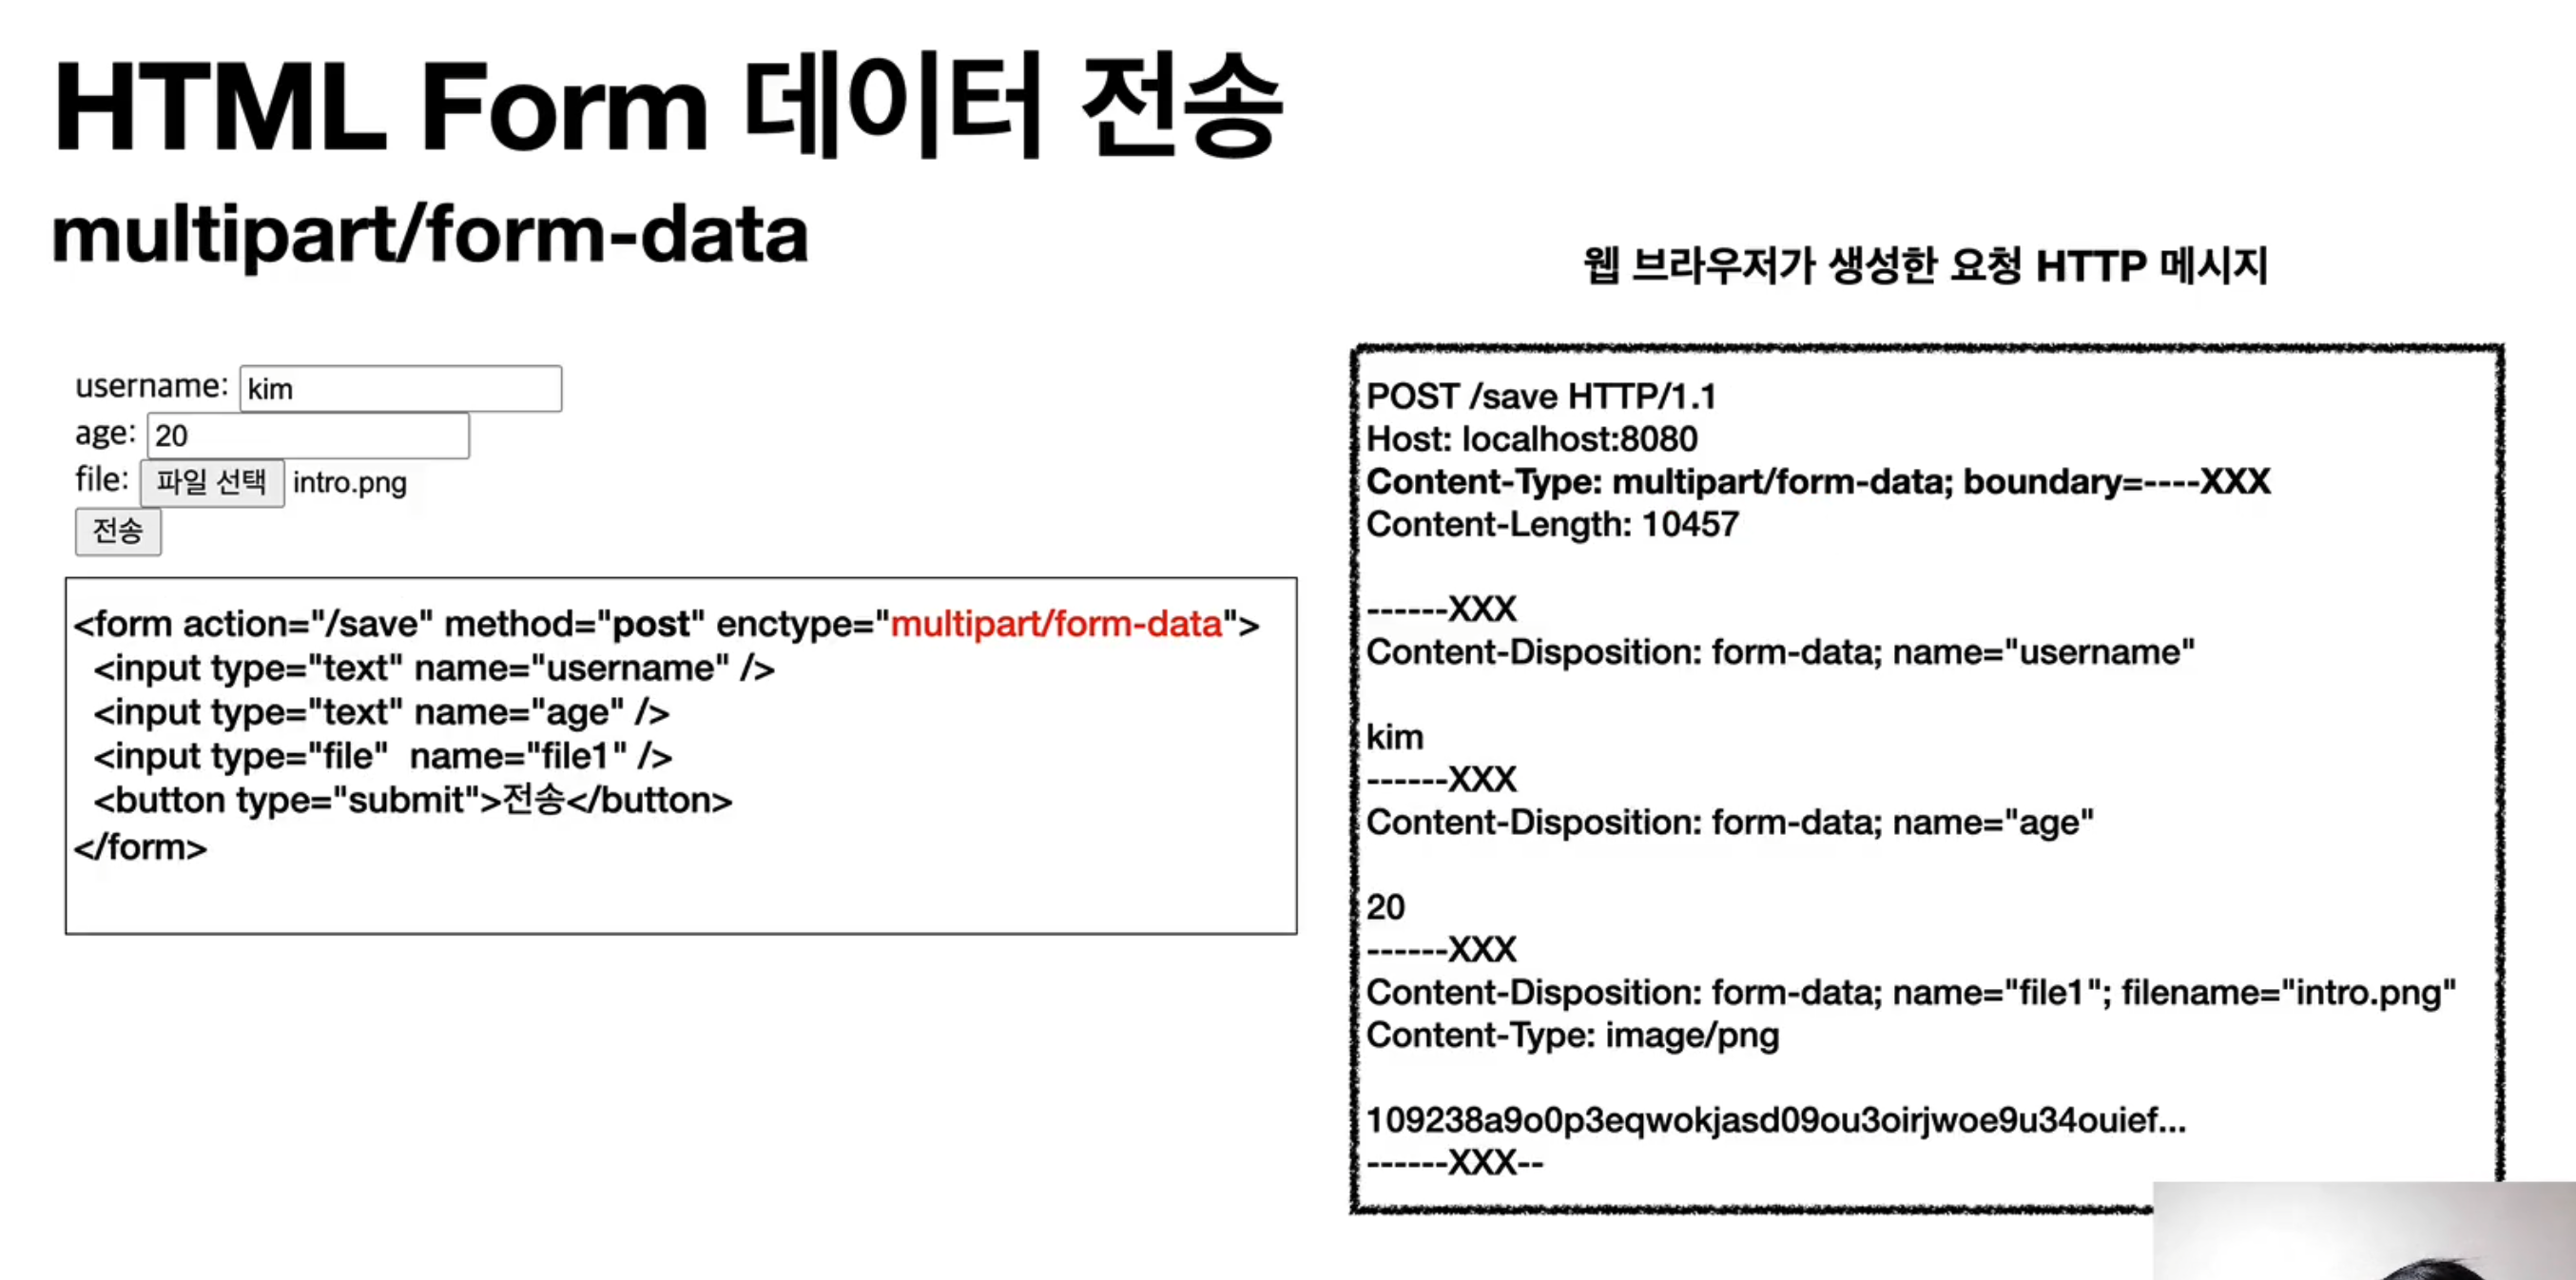 HTML Form 데이터 전송
multipart/form-data
username: kim
age: 20
file: 파일 선택 intro.png
전송
<form action="/save" method="post" enctype="multipart/form-data">
<input type="text" name="username" />
<input type="text" name="age" />
<input type="file"  name="file1" />
<button type="submit">전송</button>
</form>
웹 브라우저가 생성한 요청 HTTP 메시지
POST /save HTTP/1.1
Host: localhost:8080
Content-Type: multipart/form-data; boundary=----XXX
Content-Length: 10457
------XXX
Content-Disposition: form-data; name="username"
kim
------XXX
Content-Disposition: form-data; name="age"
20
------XXX
Content-Disposition: form-data; name="file1"; filename="intro.png"
Content-Type: image/png
109238a9o0p3eqwokjasd09ou3oirjwoe9u34ouief...
------XXX--